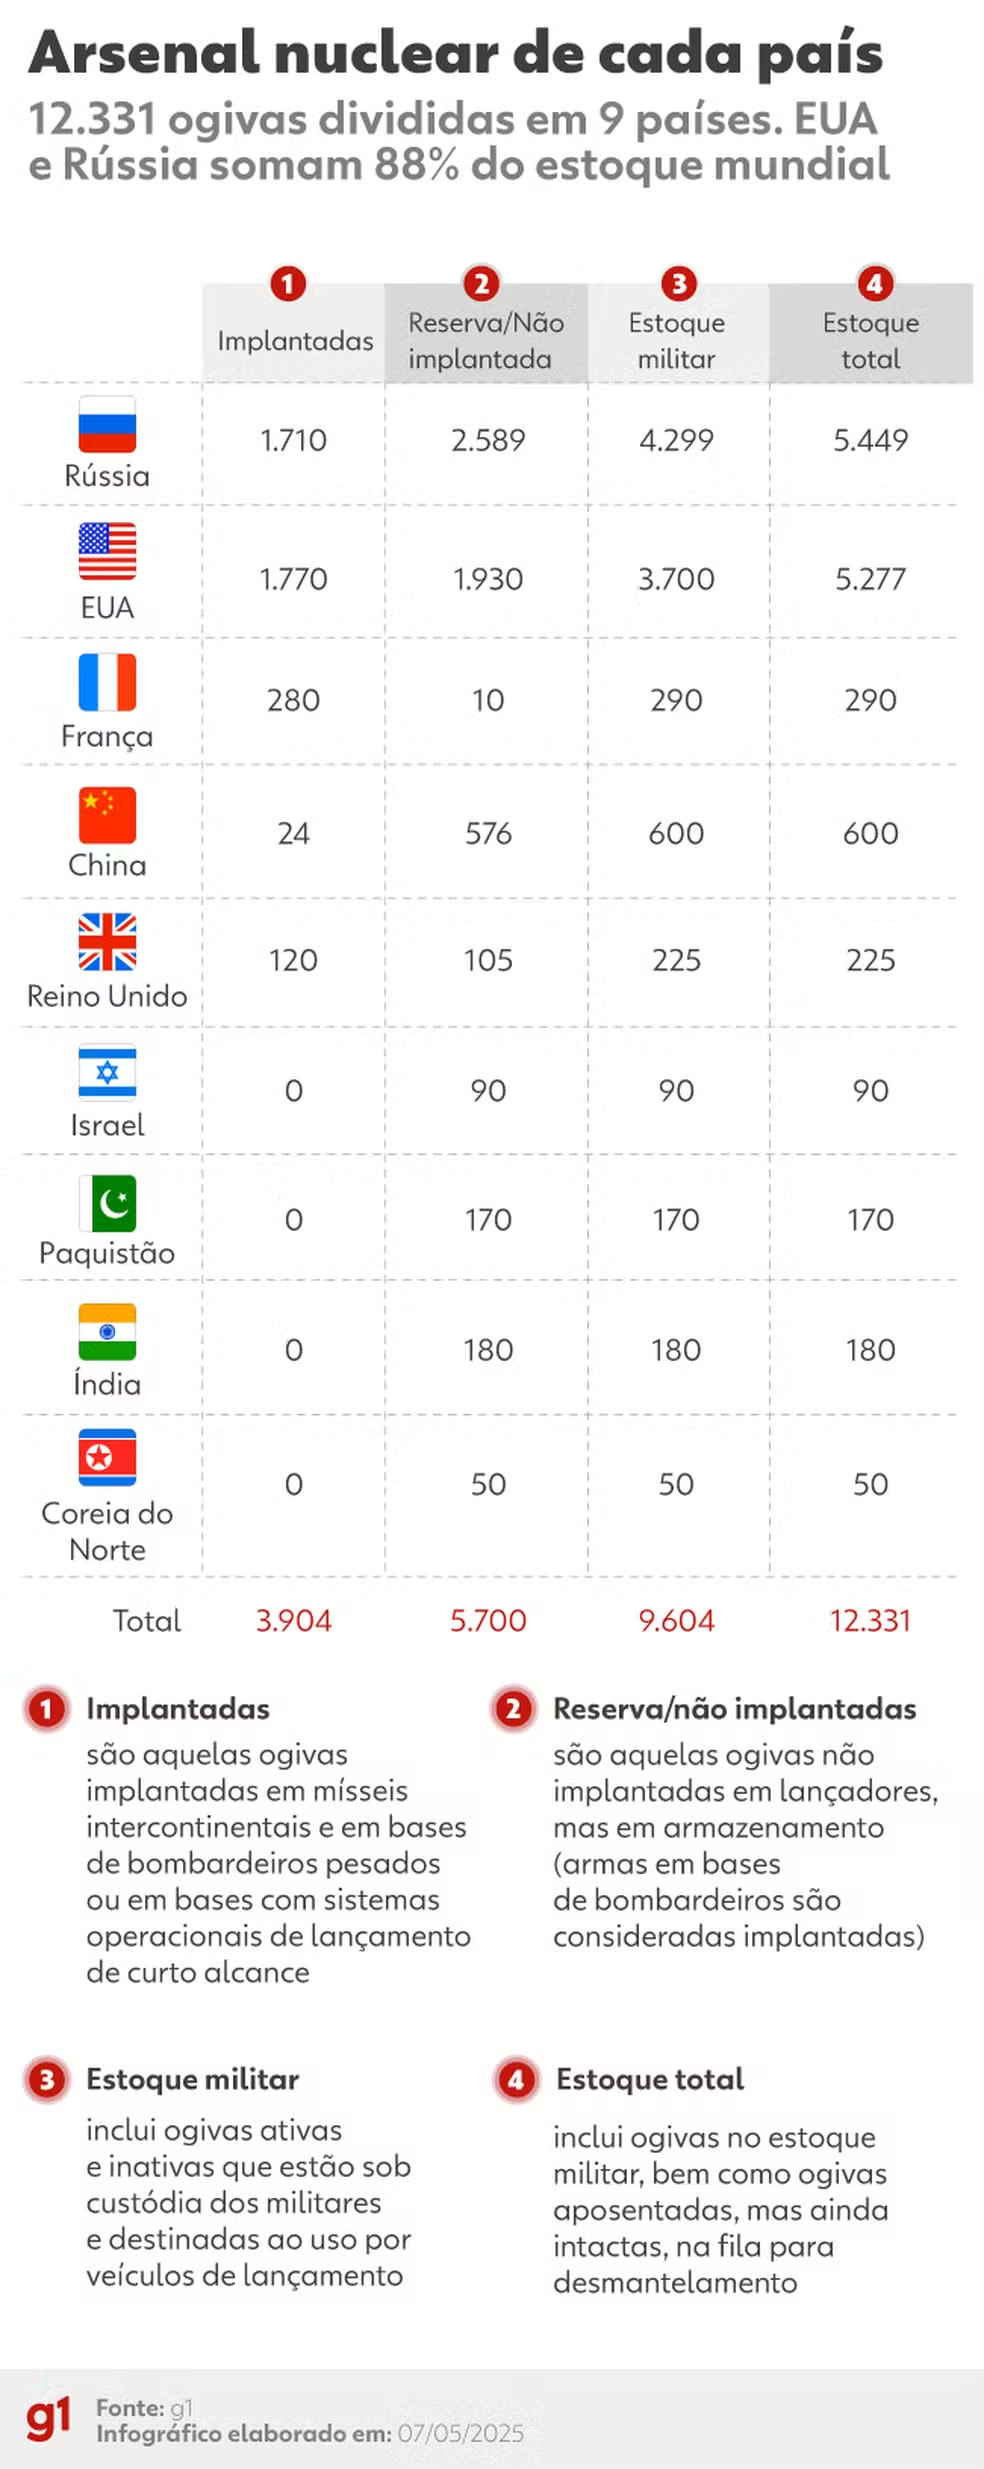 Arsenal nuclear de cada país
12.331 ogivas divididas em 9 países. EUA
e Rússia somam 88% do estoque mundial
1 2 3 4
Implantadas
Reserva/Não
implantada
Estoque
militar
Estoque
total
Rússia 1.710 2.589 4.299 5.449
EUA 1.770 1.930 3.700 5.277
França 280 10 290 290
China 24 576 600 600
Reino Unido 120 105 225 225
Israel 0 90 90 90
Paquistão 0 170 170 170
Índia 0 180 180 180
Coreia do
Norte
0 50 50 50
Total 3.904 5.700 9.604 12.331
1 Implantadas
são aquelas ogivas
implantadas em mísseis
intercontinentais e em bases
de bombardeiros pesados
ou em bases com sistemas
operacionais de lançamento
de curto alcance
2 Reserva/não implantadas
são aquelas ogivas não
implantadas em lançadores,
mas em armazenamento
(armas em bases
de bombardeiros são
consideradas implantadas)
3 Estoque militar
inclui ogivas ativas
e inativas que estão sob
custódia dos militares
e destinadas ao uso por
veículos de lançamento
4 Estoque total
inclui ogivas no estoque
militar, bem como ogivas
aposentadas, mas ainda
intactas, na fila para
desmantelamento
g1
Fonte: g1
Infográfico elaborado em: 07/05/2025